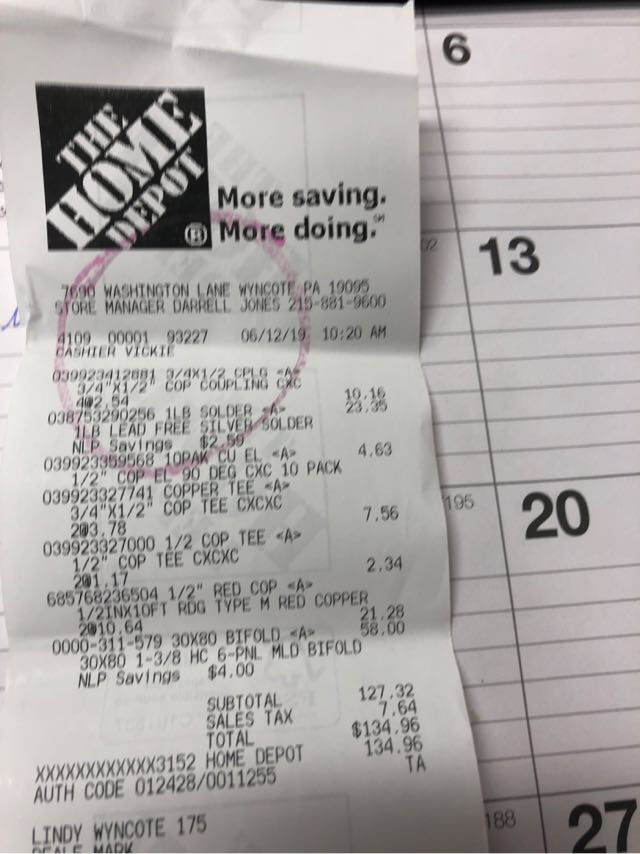 THE
HOME
DEPOT
®
More saving.
More doing.℠
7690 WASHINGTON LANE WYNCOTE PA 19095
STORE MANAGER DARRELL JONES 215-881-9600
4109 00001 93227 06/12/19 10:20 AM
CASHIER VICKIE
039923412881 3/4X1/2 CPLG <A>
3/4"X1/2" COP COUPLING CXC
4@2.54 10.16
038753290256 1LB SOLDER <A> 23.35
1LB LEAD FREE SILVER SOLDER
NLP Savings $2.50
039923359568 10PAK CU EL <A> 4.63
1/2" COP EL 90 DEG CXC 10 PACK
039923327741 COPPER TEE <A>
3/4"X1/2" COP TEE CXCXC
2@3.78 7.56
039923327000 1/2 COP TEE <A>
1/2" COP TEE CXCXC
2@1.17 2.34
685768236504 1/2" RED COP <A>
1/2INX10FT RDG TYPE M RED COPPER
2@10.64 21.28
0000-311-579 30X80 BIFOLD <A> 58.00
30X80 1-3/8 HC 6-PNL MLD BIFOLD
NLP Savings $4.00
SUBTOTAL 127.32
SALES TAX 7.64
TOTAL $134.96
XXXXXXXXXXXX3152 HOME DEPOT 134.96
AUTH CODE 012428/0011255 TA
LINDY WYNCOTE 175
MARK
6
13
195
20
188
27